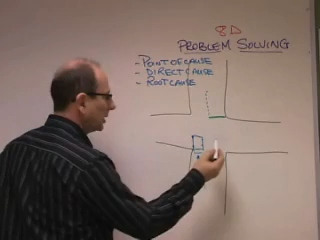 8D
PROBLEM SOLVING
- POINT OF CAUSE
- DIRECT CAUSE
- ROOT CAUSE